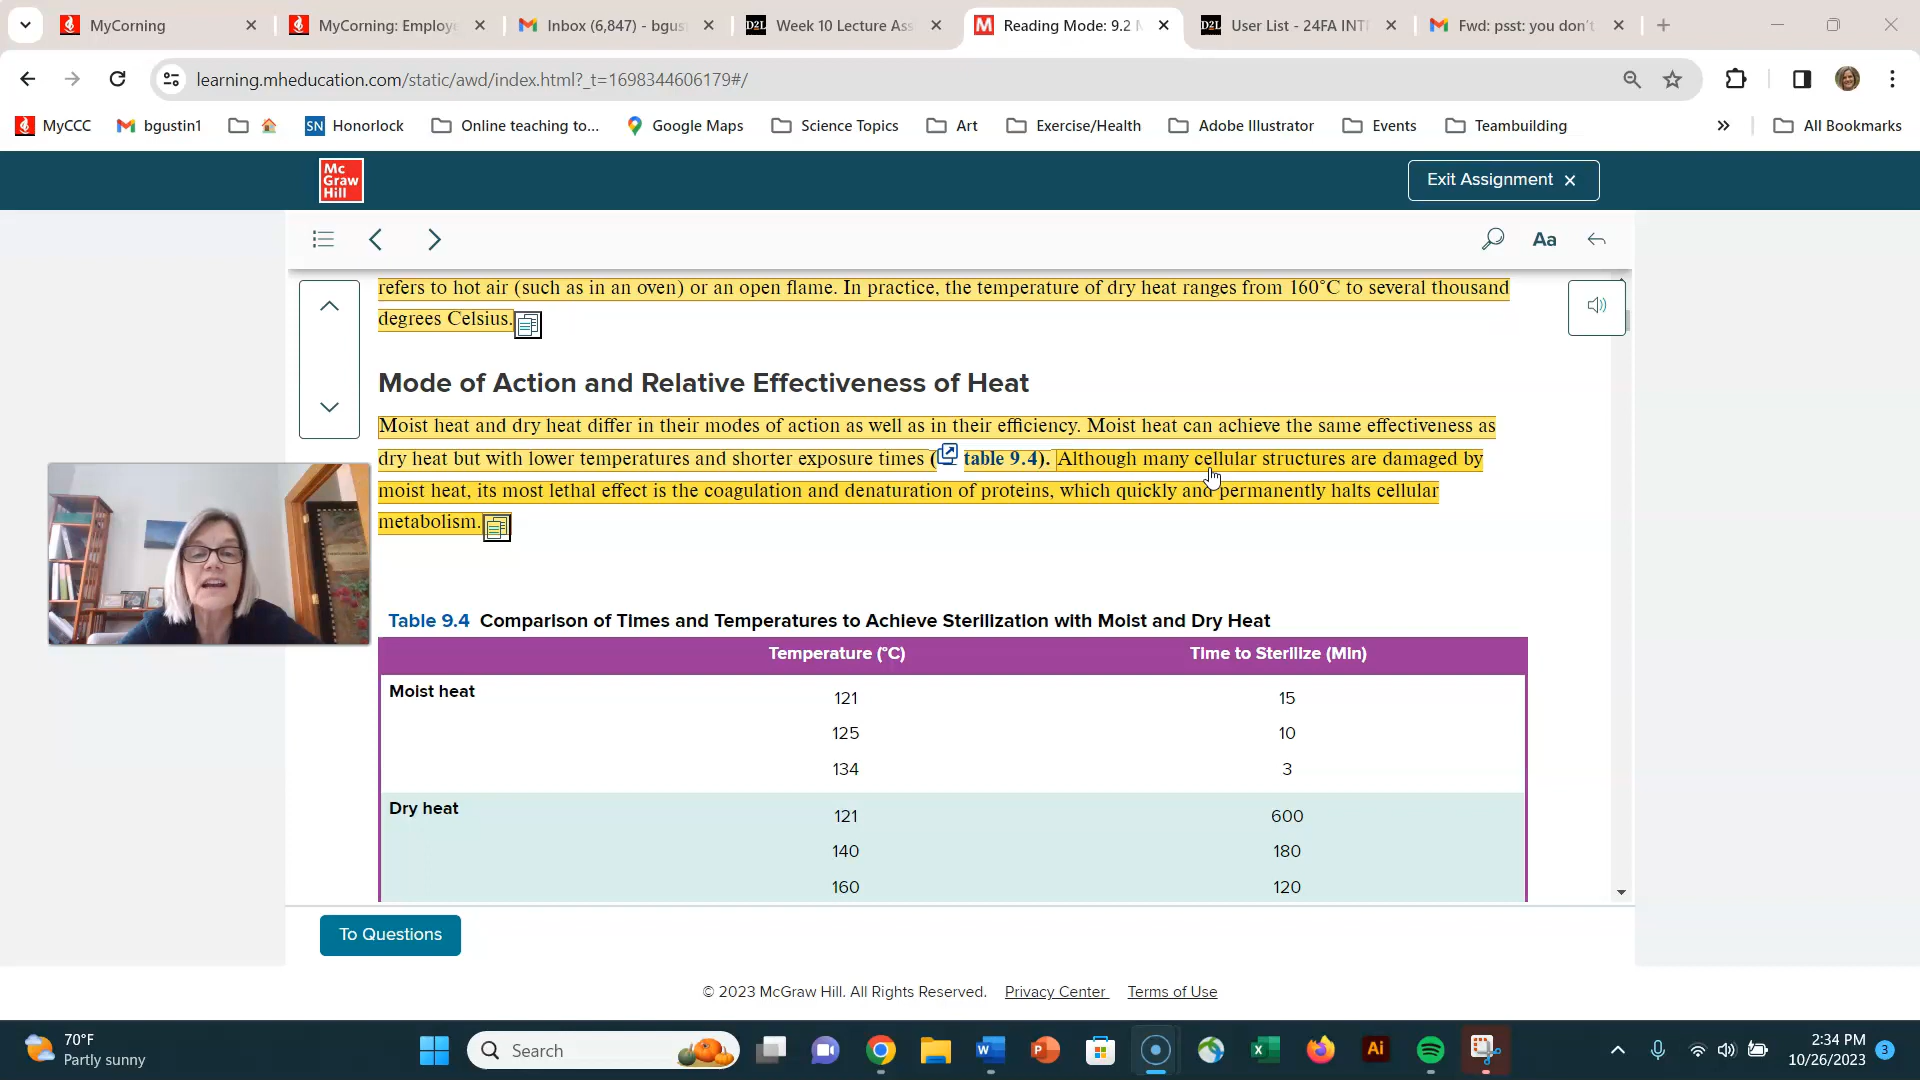 MyCorning
MyCorning: Employe
Inbox (6,847) - bgus
Week 10 Lecture Ass
Reading Mode: 9.2 M
User List - 24FA INT
Fwd: psst: you don't
learning.mheducation.com/static/awd/index.html?_t=1698344606179#/
MyCCC
bgustin1
Honorlock
Online teaching to...
Google Maps
Science Topics
Art
Exercise/Health
Adobe Illustrator
Events
Teambuilding
»
All Bookmarks
Mc
Graw
Hill
Exit Assignment ×
Aa
refers to hot air (such as in an oven) or an open flame. In practice, the temperature of dry heat ranges from 160°C to several thousand
degrees Celsius.
Mode of Action and Relative Effectiveness of Heat
Moist heat and dry heat differ in their modes of action as well as in their efficiency. Moist heat can achieve the same effectiveness as
dry heat but with lower temperatures and shorter exposure times ( table 9.4). Although many cellular structures are damaged by
moist heat, its most lethal effect is the coagulation and denaturation of proteins, which quickly and permanently halts cellular
metabolism.
Table 9.4 Comparison of Times and Temperatures to Achieve Sterilization with Moist and Dry Heat
Temperature (°C) Time to Sterilize (Min)
Moist heat 121 15
125 10
134 3
Dry heat 121 600
140 180
160 120
To Questions
© 2023 McGraw Hill. All Rights Reserved. Privacy Center Terms of Use
70°F
Partly sunny
Search
2:34 PM
10/26/2023
3